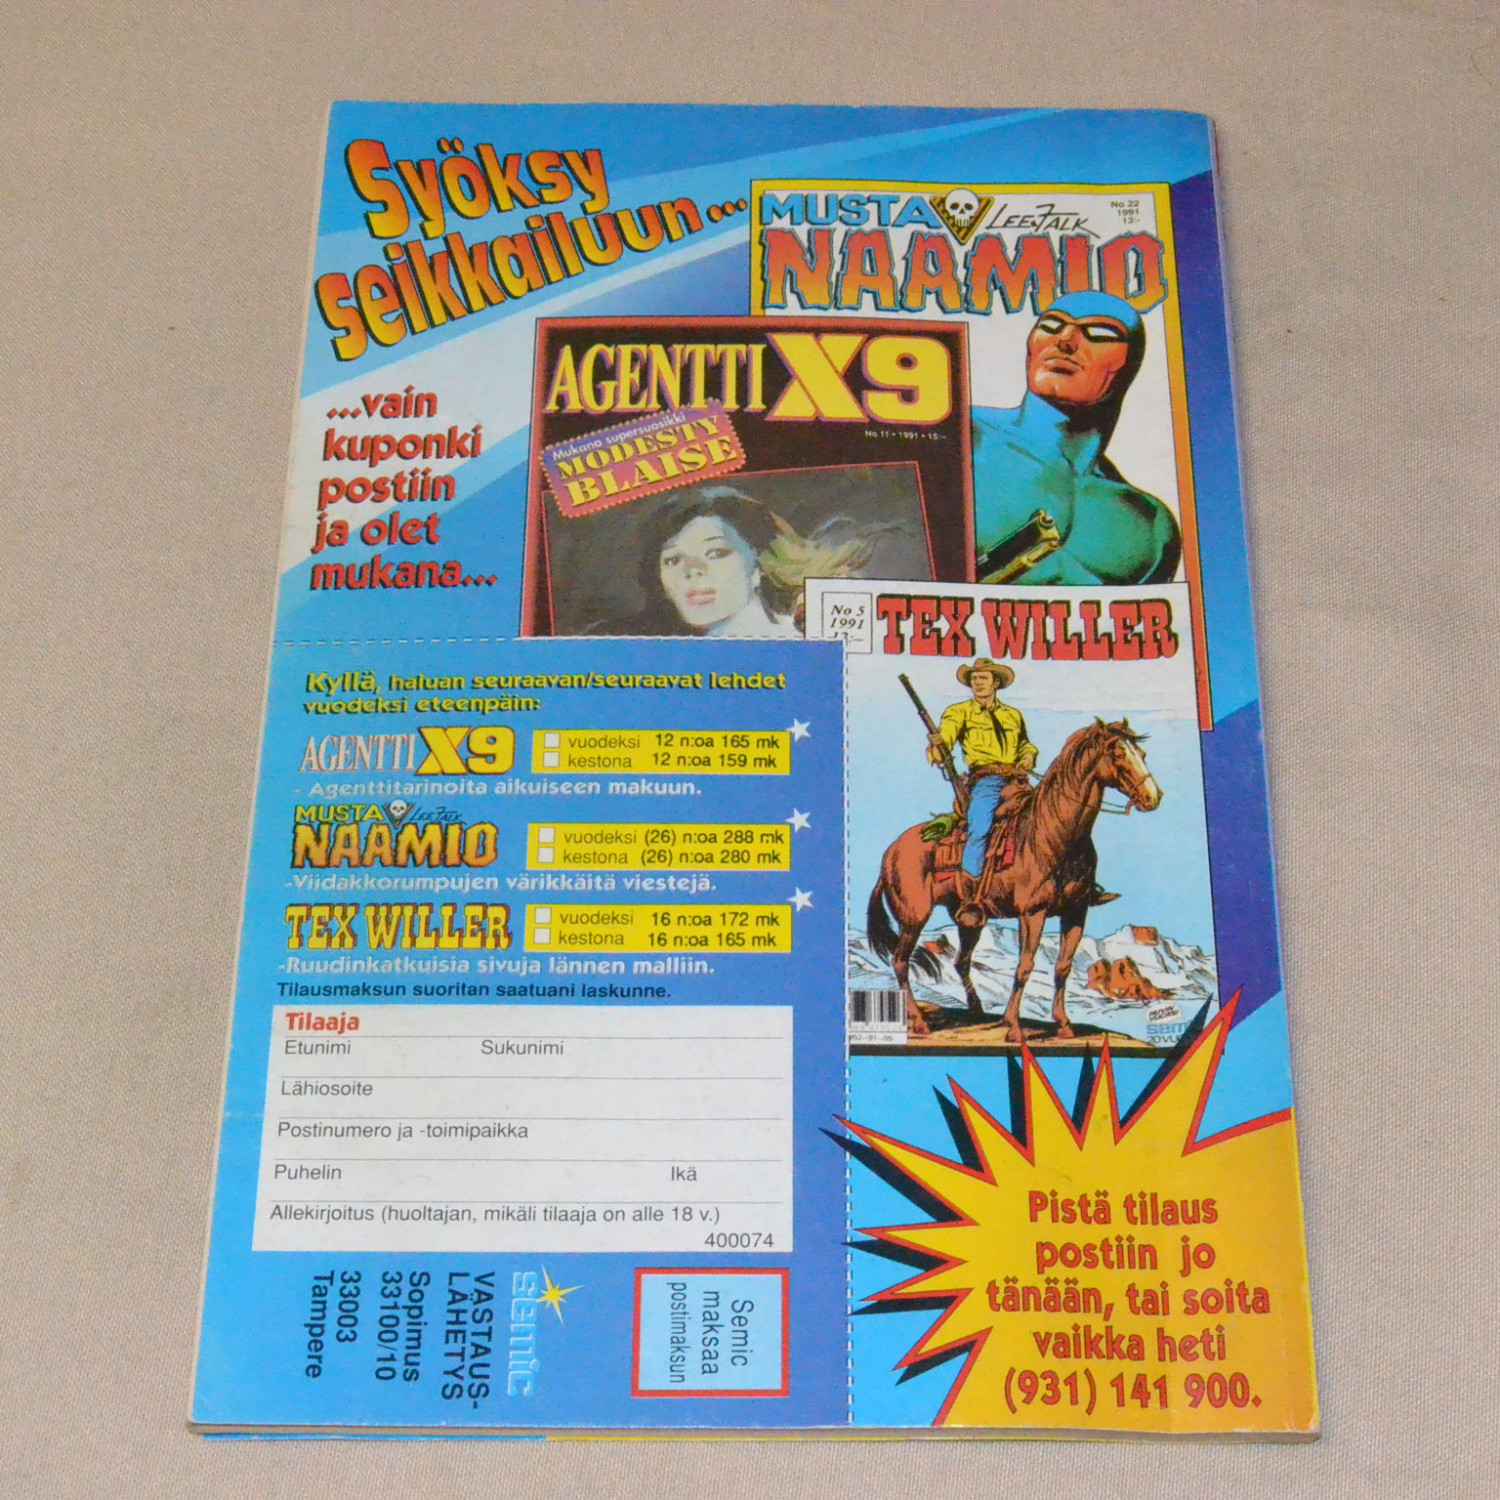 Syöksy
seikkailuun...
...vain
kuponki
postiin
ja olet
mukana...
MUSTA
LEE FALK
NAAMIO
No 22
1991
13:-
AGENTTI X9
No 11 • 1991 • 15:-
Mukana supersuosikki
MODESTY
BLAISE
No 5
1991
TEX WILLER
Kyllä, haluan seuraavan/seuraavat lehdet
vuodeksi eteenpäin:
AGENTTI X9
vuodeksi 12 n:oa 165 mk
kestona 12 n:oa 159 mk
- Agenttitarinoita aikuiseen makuun.
MUSTA LEE FALK
NAAMIO
vuodeksi (26) n:oa 288 mk
kestona (26) n:oa 280 mk
-Viidakkorumpujen värikkäitä viestejä.
TEX WILLER
vuodeksi 16 n:oa 172 mk
kestona 16 n:oa 165 mk
-Ruudinkatkuisia sivuja lännen malliin.
Tilausmaksun suoritan saatuani laskunne.
Tilaaja
Etunimi Sukunimi
Lähiosoite
Postinumero ja -toimipaikka
Puhelin Ikä
Allekirjoitus (huoltajan, mikäli tilaaja on alle 18 v.)
400074
semic
VASTAUS-
LÄHETYS
Sopimus
33100/10
33003
Tampere
Semic
maksaa
postimaksun
Pistä tilaus
postiin jo
tänään, tai soita
vaikka heti
(931) 141 900.